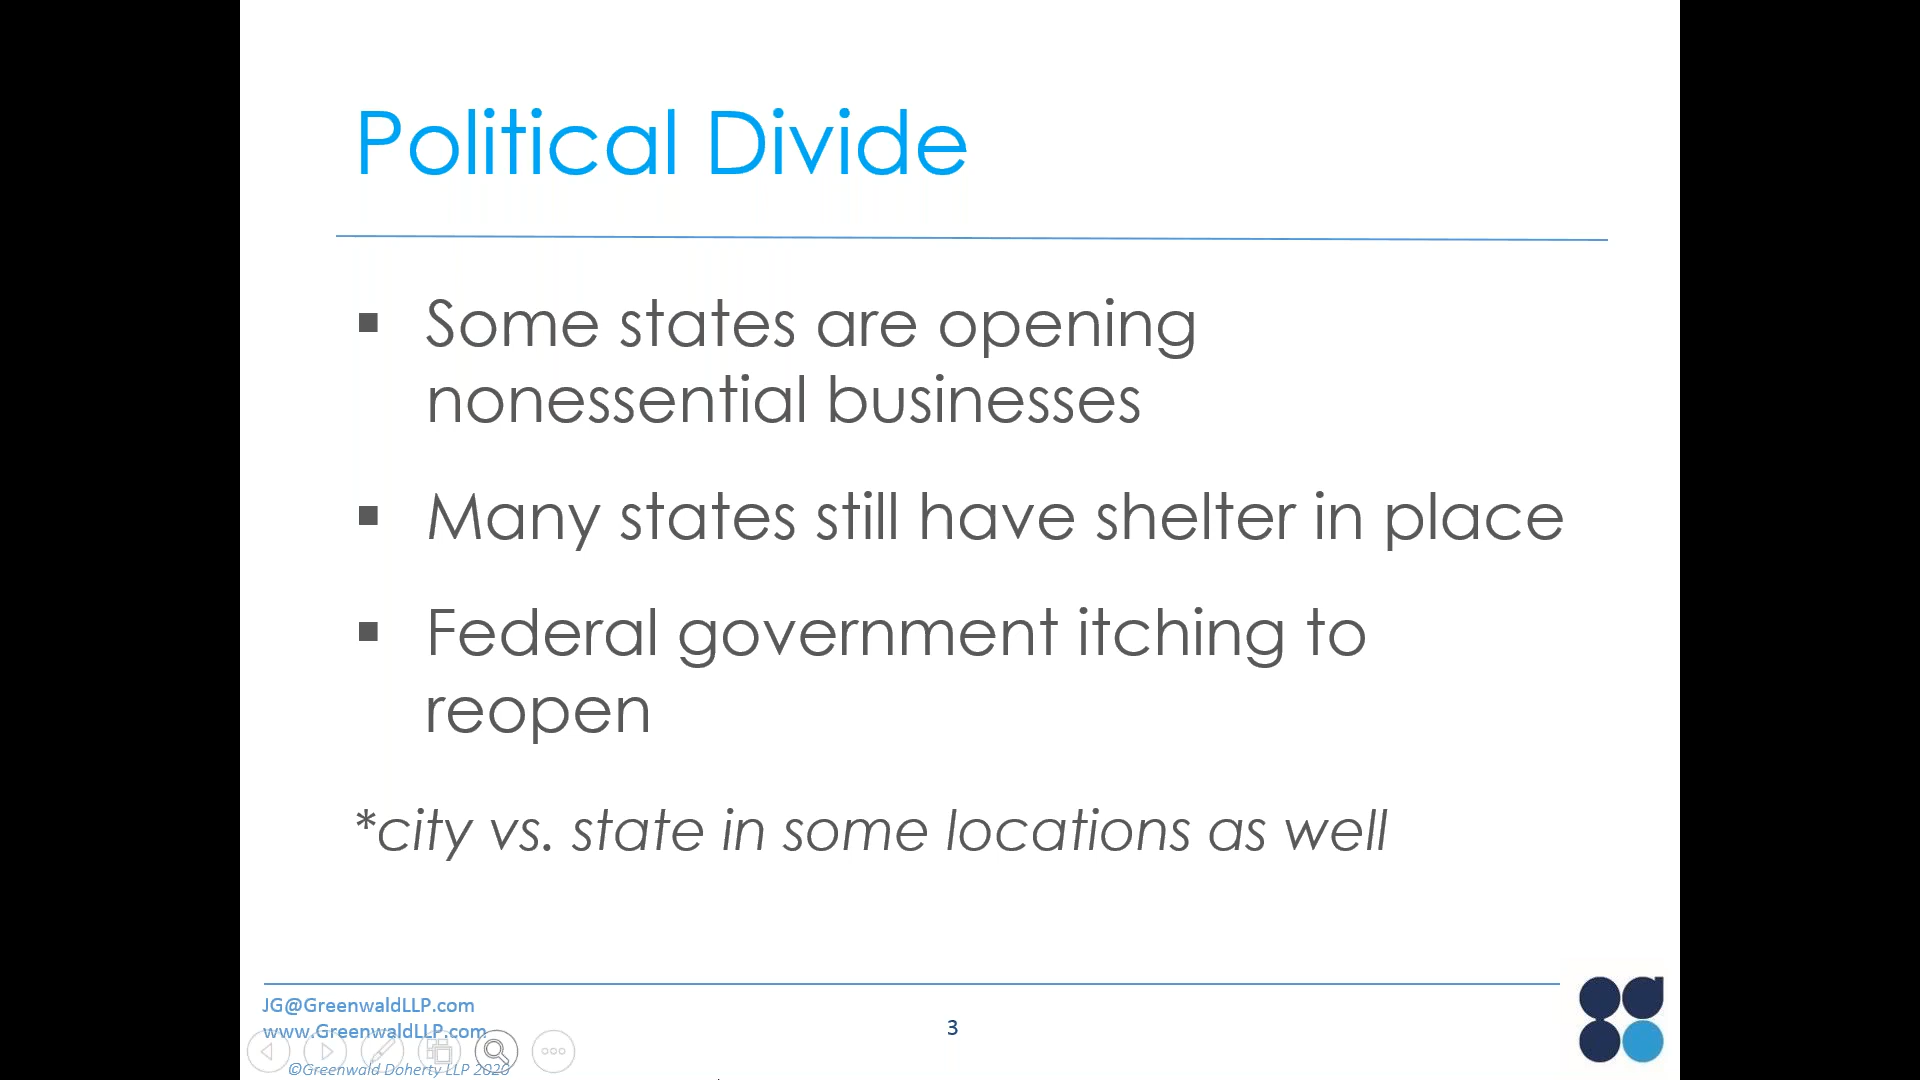 Political Divide
Some states are opening
nonessential businesses
Many states still have shelter in place
Federal government itching to
reopen
*city vs. state in some locations as well
JG@GreenwaldLLP.com
www.GreenwaldLLP.com
3
©Greenwald Doherty LLP 2020